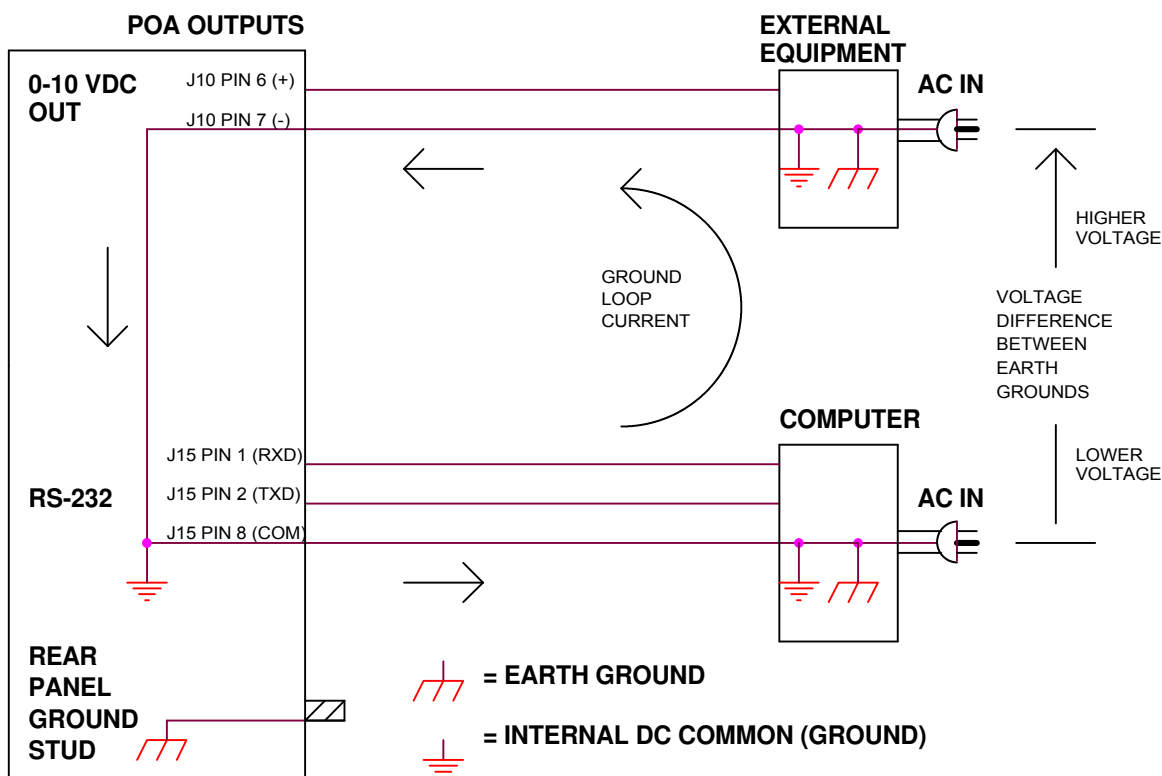 POA OUTPUTS
EXTERNAL
EQUIPMENT
0-10 VDC
OUT
J10 PIN 6 (+)
J10 PIN 7 (-)
AC IN
HIGHER
VOLTAGE
GROUND
LOOP
CURRENT
VOLTAGE
DIFFERENCE
BETWEEN
EARTH
GROUNDS
LOWER
VOLTAGE
COMPUTER
RS-232
J15 PIN 1 (RXD)
J15 PIN 2 (TXD)
J15 PIN 8 (COM)
AC IN
REAR
PANEL
GROUND
STUD
= EARTH GROUND
= INTERNAL DC COMMON (GROUND)